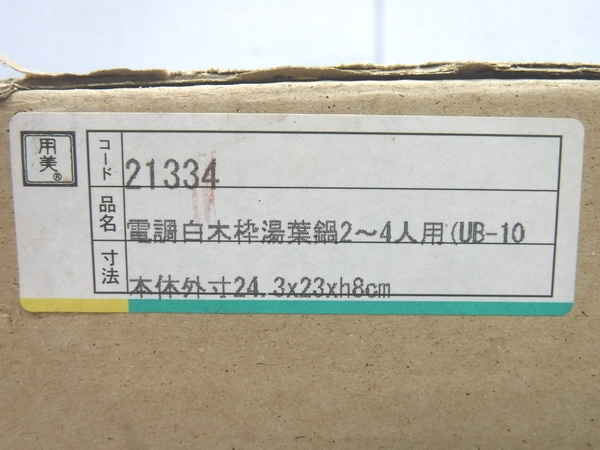 用美®
コード 21334
品名 電調白木枠湯葉鍋2～4人用(UB-10
寸法 本体外寸24.3x23xh8cm